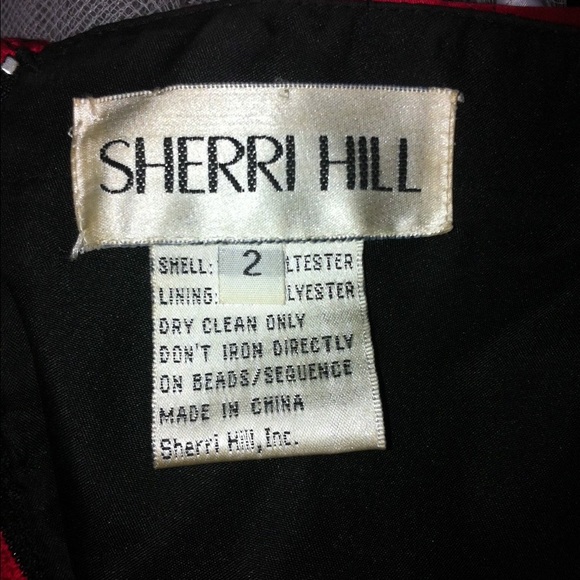 SHERRI HILL
SHELL: 2 LTESTER
LINING: LYESTER
DRY CLEAN ONLY
DON'T IRON DIRECTLY
ON BEADS/SEQUENCE
MADE IN CHINA
Sherri Hill, Inc.